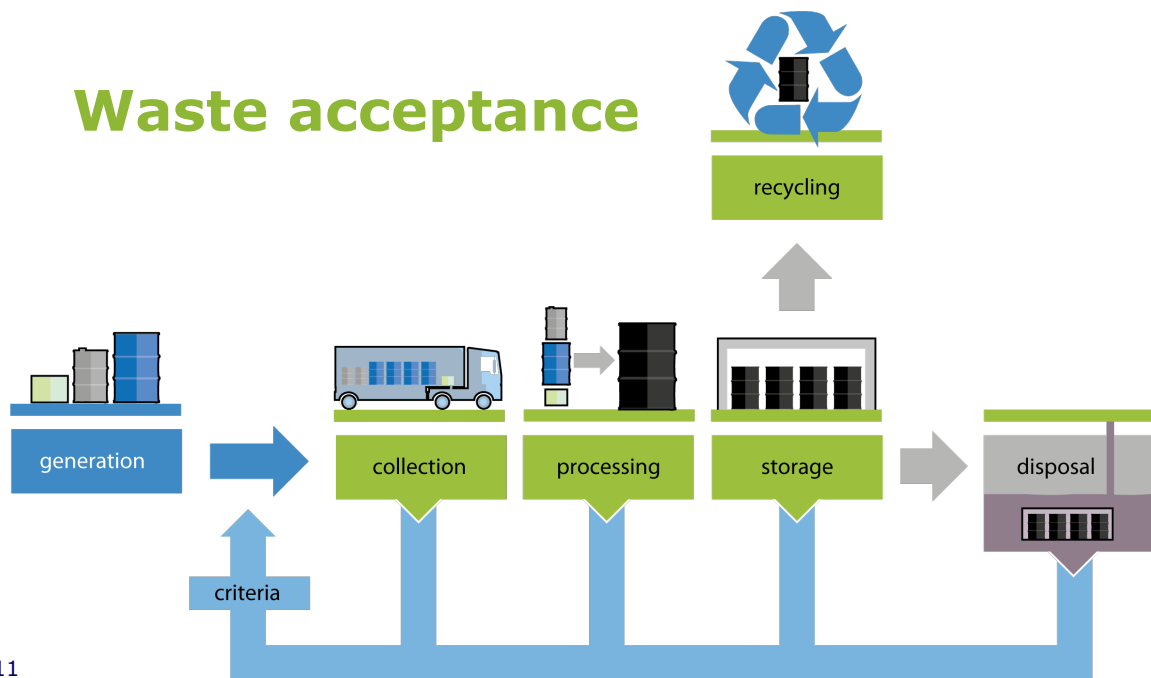 Waste acceptance
recycling
generation
collection
processing
storage
disposal
criteria
11